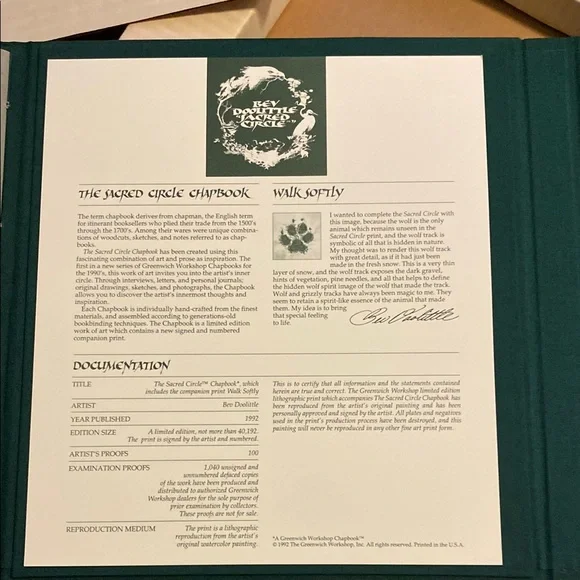 BEV
DOOLITTLE
"SACRED
CIRCLE"
THE SACRED CIRCLE CHAPBOOK
The term chapbook derives from chapman, the English term
for itinerant booksellers who plied their trade from the 1500's
through the 1700's. Among their wares were unique combina-
tions of woodcuts, sketches, and notes referred to as chap-
books.
The Sacred Circle Chapbook has been created using this
fascinating combination of art and prose as inspiration. The
first in a new series of Greenwich Workshop Chapbooks for
the 1990's, this work of art invites you into the artist's inner
circle. Through interviews, letters, and personal journals;
original drawings, sketches, and photographs, the Chapbook
allows you to discover the artist's innermost thoughts and
inspiration.
Each Chapbook is individually hand-crafted from the finest
materials, and assembled according to generations-old
bookbinding techniques. The Chapbook is a limited edition
work of art which contains a new signed and numbered
companion print.
WALK SOFTLY
I wanted to complete the Sacred Circle with
this image, because the wolf is the only
animal which remains unseen in the
Sacred Circle print, and the wolf track is
symbolic of all that is hidden in nature.
My thought was to render this wolf track
with great detail, as if it had just been
made in the fresh snow. This is a very thin
layer of snow, and the wolf track exposes the dark gravel,
hints of vegetation, pine needles, and all that helps to define
the hidden wolf spirit image of the wolf that made the track.
Wolf and grizzly tracks have always been magic to me. They
seem to retain a spirit-like essence of the animal that made
them. My idea is to bring
that special feeling
to life.
Bev Doolittle
DOCUMENTATION
TITLE The Sacred Circle™ Chapbook*, which
includes the companion print Walk Softly
ARTIST Bev Doolittle
YEAR PUBLISHED 1992
EDITION SIZE A limited edition, not more than 40,192.
The print is signed by the artist and numbered.
ARTIST'S PROOFS 100
EXAMINATION PROOFS 1,040 unsigned and
unnumbered defaced copies
of the work have been produced and
distributed to authorized Greenwich
Workshop dealers for the sole purpose of
prior examination by collectors.
These proofs are not for sale.
REPRODUCTION MEDIUM The print is a lithographic
reproduction from the artist's
original watercolor painting.
This is to certify that all information and the statements contained
herein are true and correct. The Greenwich Workshop limited edition
lithographic print which accompanies The Sacred Circle Chapbook has
been reproduced from the artist's original painting and has been
personally approved and signed by the artist. All plates and negatives
used in the print's production process have been destroyed, and this
painting will never be reproduced in any other fine art print form.
*A Greenwich Workshop Chapbook™
© 1992 The Greenwich Workshop, Inc. All rights reserved. Printed in the U.S.A.